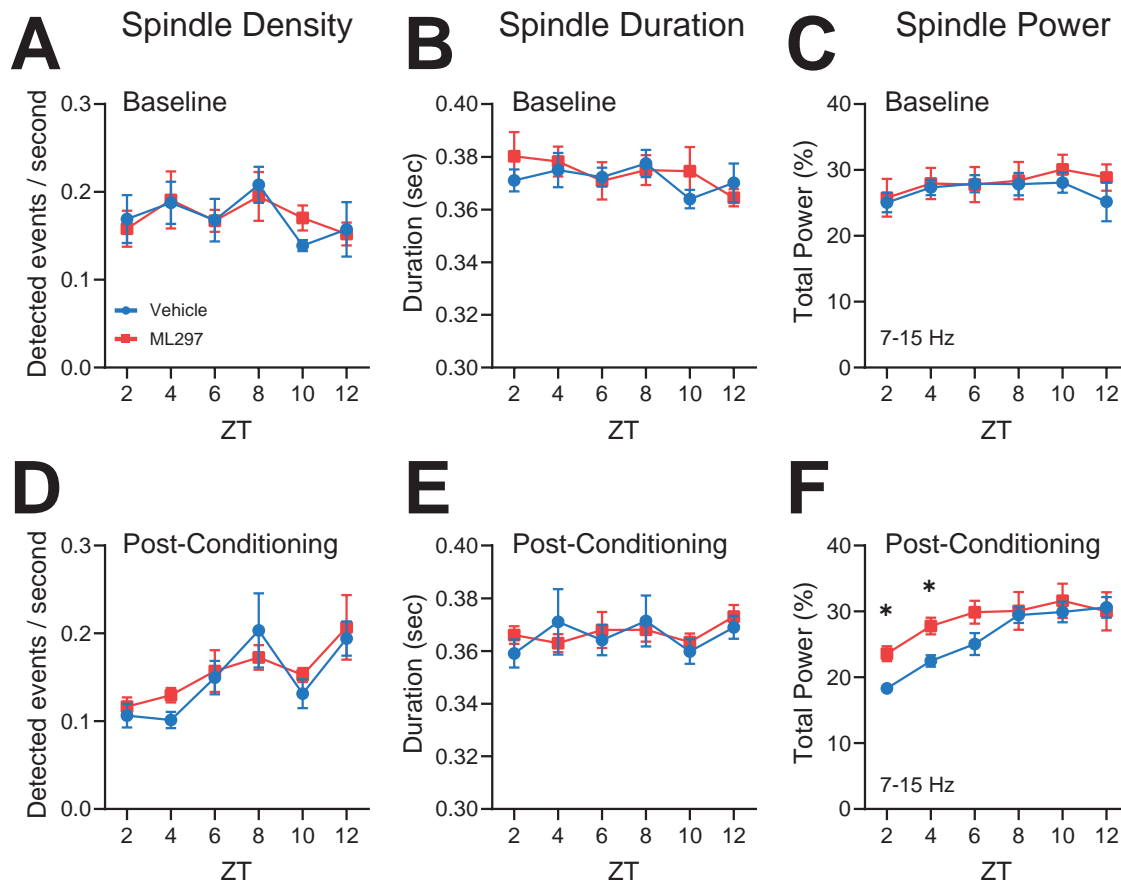 A Spindle Density
Baseline
Detected events / second
0.3
0.2
0.1
0.0
Vehicle
ML297
2 4 6 8 10 12
ZT
B Spindle Duration
Baseline
Duration (sec)
0.40
0.38
0.36
0.34
0.32
0.30
2 4 6 8 10 12
ZT
C Spindle Power
Baseline
Total Power (%)
40
30
20
10
0
7-15 Hz
2 4 6 8 10 12
ZT
D
Post-Conditioning
Detected events / second
0.3
0.2
0.1
0.0
2 4 6 8 10 12
ZT
E
Post-Conditioning
Duration (sec)
0.40
0.38
0.36
0.34
0.32
0.30
2 4 6 8 10 12
ZT
F
Post-Conditioning
Total Power (%)
40
30
20
10
0
* *
7-15 Hz
2 4 6 8 10 12
ZT